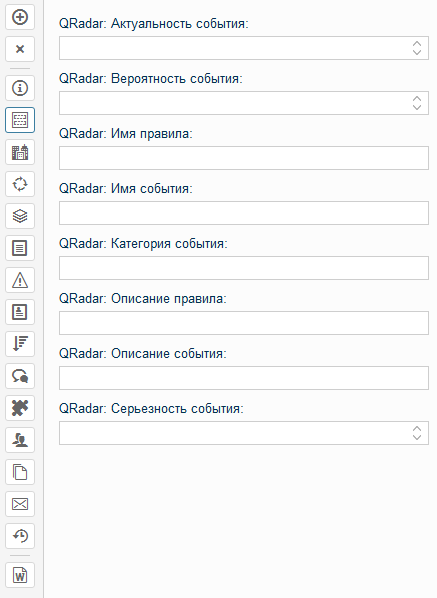 QRadar: Актуальность события:
QRadar: Вероятность события:
QRadar: Имя правила:
QRadar: Имя события:
QRadar: Категория события:
QRadar: Описание правила:
QRadar: Описание события:
QRadar: Серьезность события:
W